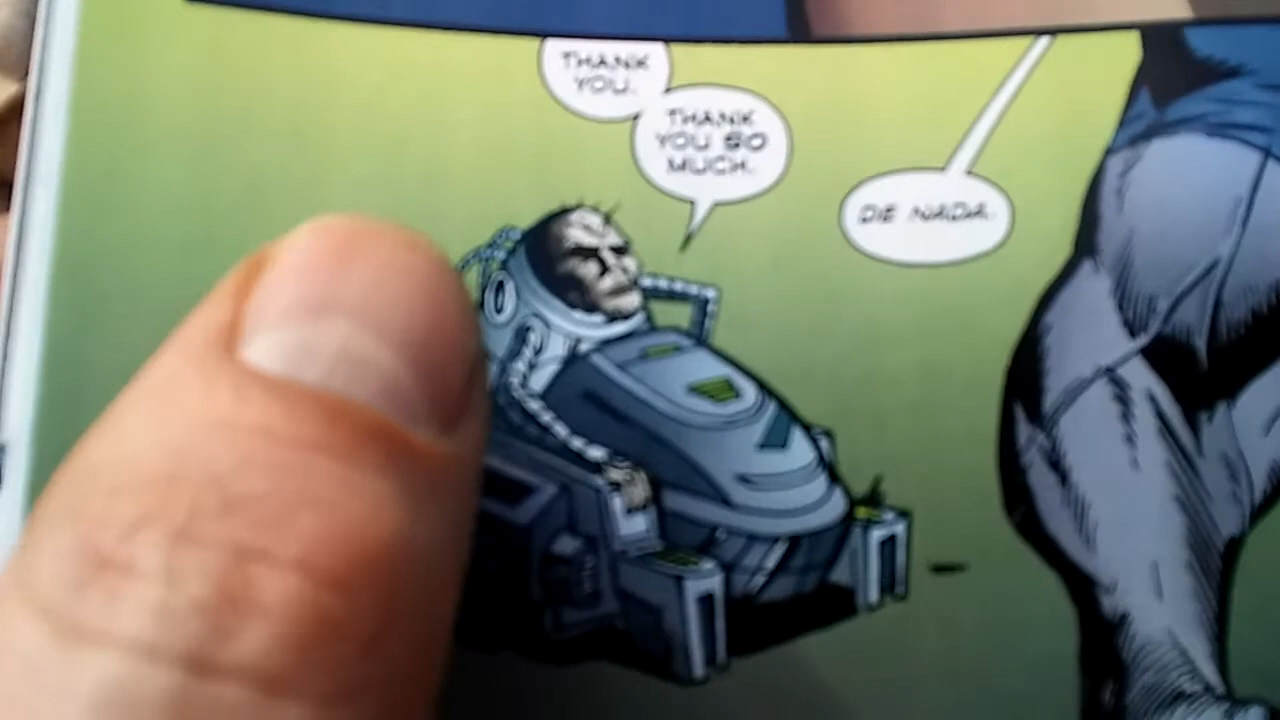 THANK
YOU.
THANK
YOU SO
MUCH.
DE NADA.